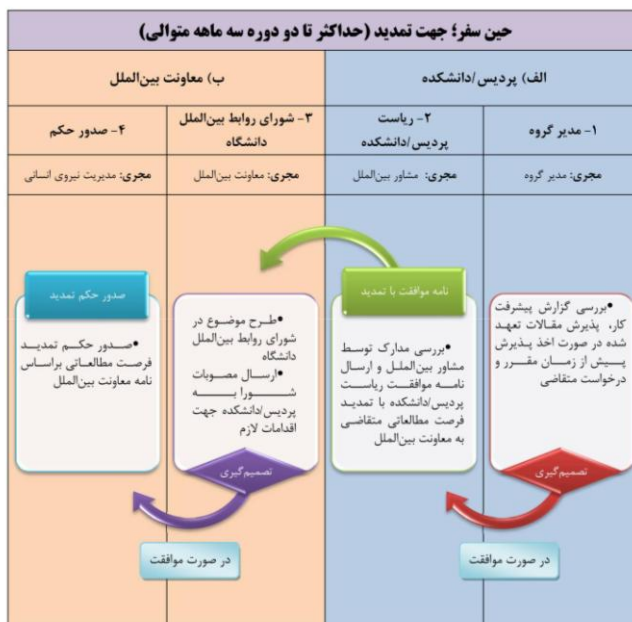 حین سفر؛ جهت تمدید (حداکثر تا دو دوره سه ماهه متوالی)
الف) پردیس/دانشکده
ب) معاونت بین‌الملل
۱- مدیر گروه
۲- ریاست
پردیس/دانشکده
۳- شورای روابط بین‌الملل
دانشگاه
۴- صدور حکم
مجری: مدیر گروه
مجری: مشاور بین‌الملل
مجری: معاونت بین‌الملل
مجری: مدیریت نیروی انسانی
•بررسی گزارش پیشرفت
کار، پذیرش مقالات تعهد
شده در صورت اخذ پذیرش
پیش از زمان مقرر و
درخواست متقاضی
تصمیم‌گیری
در صورت موافقت
نامه موافقت با تمدید
•بررسی مدارک توسط
مشاور بین‌الملل و ارسال
نامه موافقت ریاست
پردیس/دانشکده با تمدید
فرصت مطالعاتی متقاضی
به معاونت بین‌الملل
•طرح موضوع در
شورای روابط بین‌الملل
دانشگاه
•ارسال مصوبات
شورا به
پردیس/دانشکده جهت
اقدامات لازم
تصمیم‌گیری
در صورت موافقت
صدور حکم تمدید
•صدور حکم تمدید
فرصت مطالعاتی براساس
نامه معاونت بین‌الملل